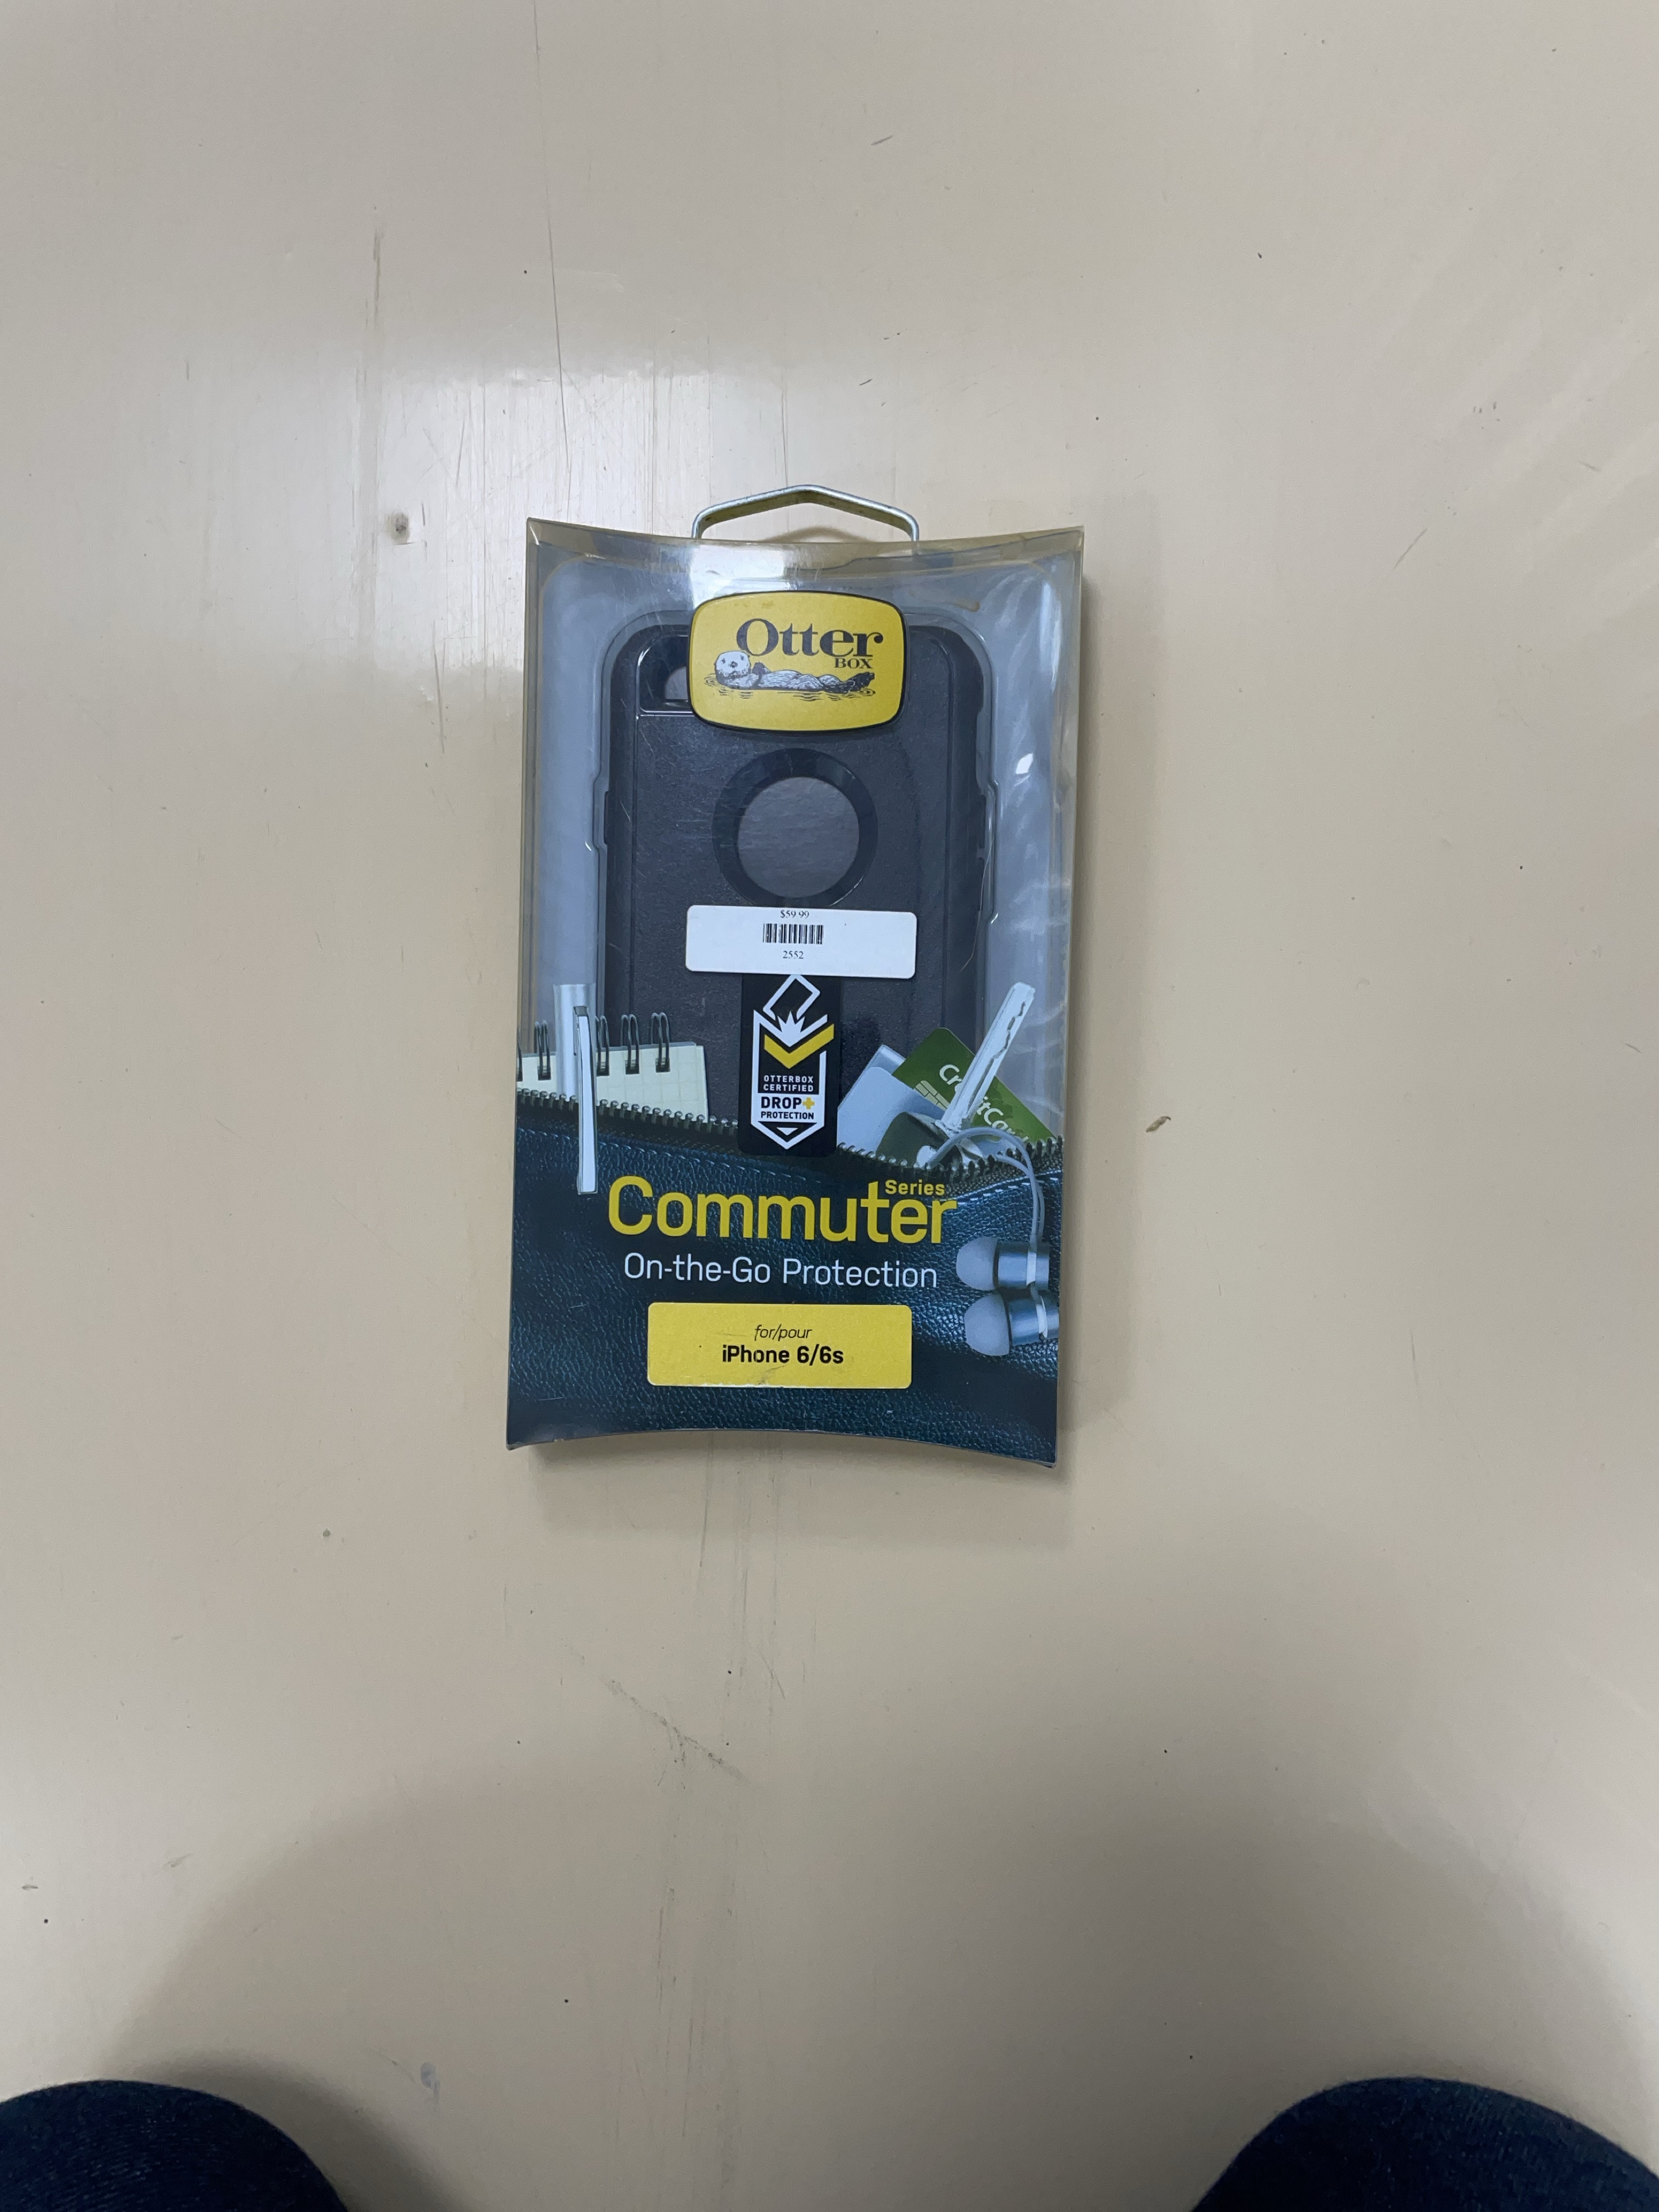 Otter
BOX
$59.99
2552
OTTERBOX
CERTIFIED
DROP+
PROTECTION
Commuter Series
On-the-Go Protection
for/pour
iPhone 6/6s